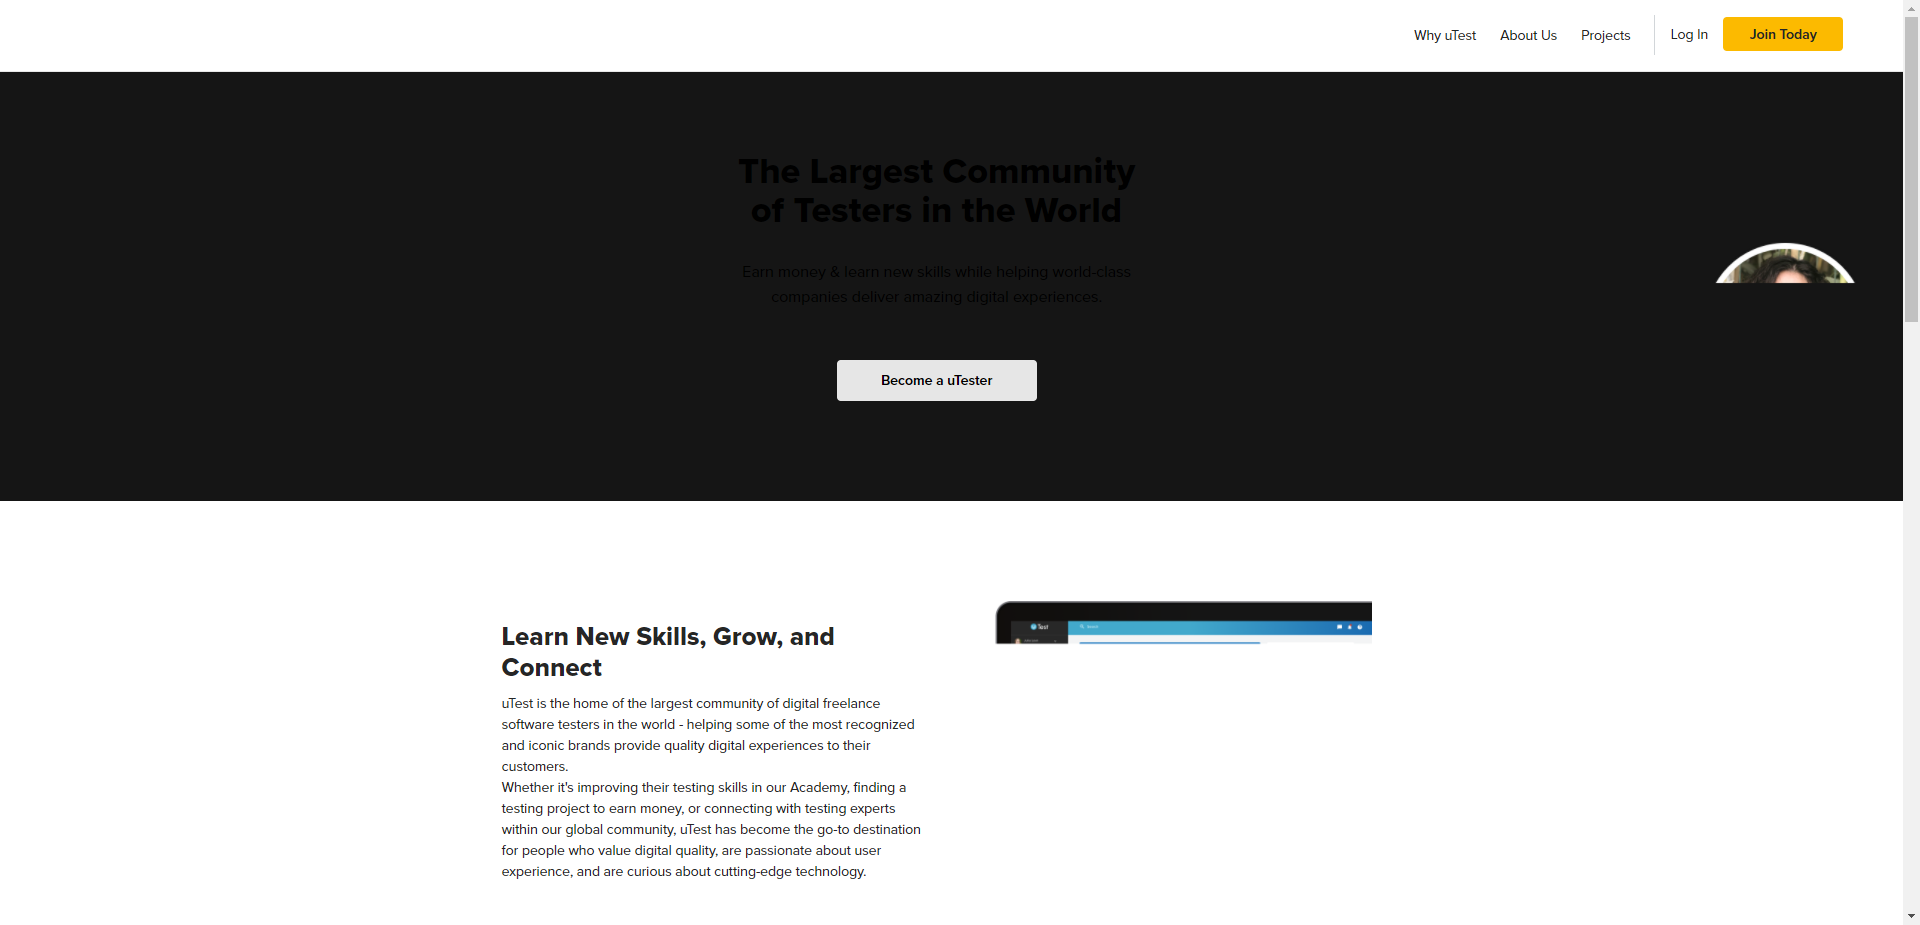 Why uTest About Us Projects Log In Join Today
The Largest Community
of Testers in the World
Earn money & learn new skills while helping world-class
companies deliver amazing digital experiences.
Become a uTester
Learn New Skills, Grow, and
Connect
uTest is the home of the largest community of digital freelance
software testers in the world - helping some of the most recognized
and iconic brands provide quality digital experiences to their
customers.
Whether it's improving their testing skills in our Academy, finding a
testing project to earn money, or connecting with testing experts
within our global community, uTest has become the go-to destination
for people who value digital quality, are passionate about user
experience, and are curious about cutting-edge technology.